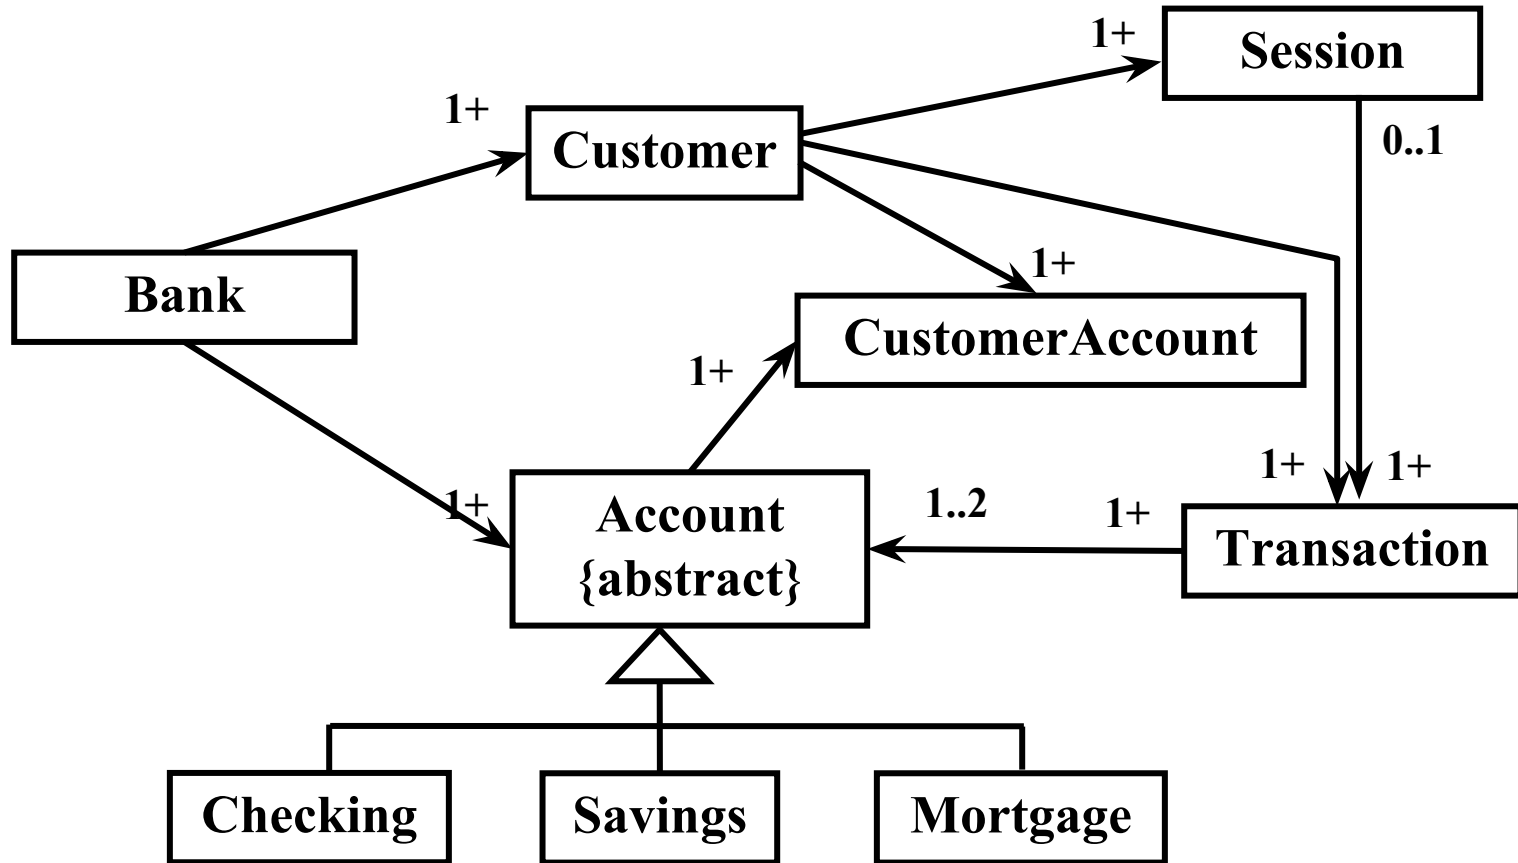 1+
Session
1+
Customer
0..1
Bank
1+
CustomerAccount
1+
1+
1+
1+
1..2
1+
Account
{abstract}
Transaction
Checking
Savings
Mortgage